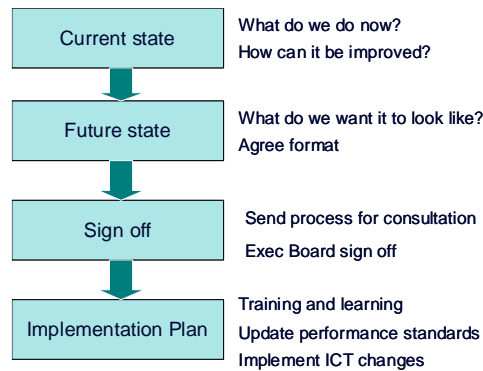 Current state
What do we do now?
How can it be improved?
Future state
What do we want it to look like?
Agree format
Sign off
Send process for consultation
Exec Board sign off
Implementation Plan
Training and learning
Update performance standards
Implement ICT changes